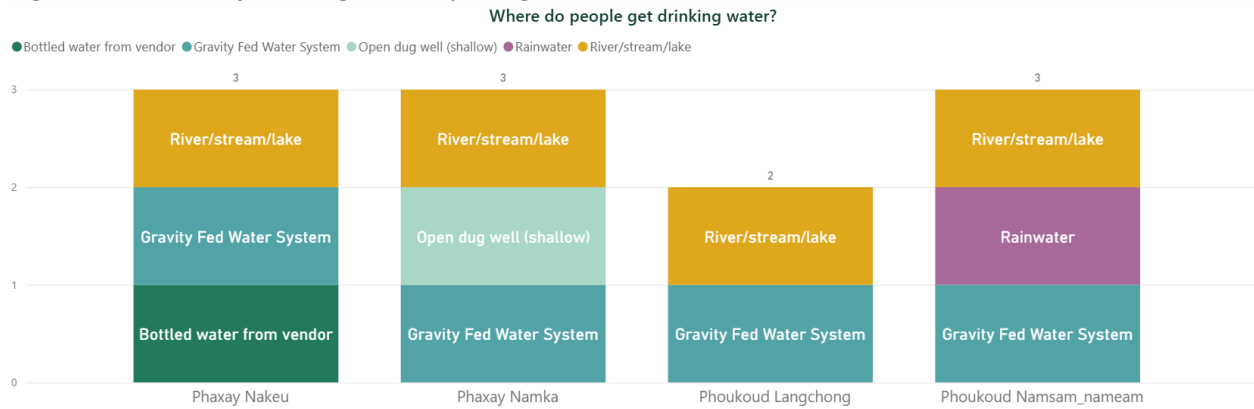 Where do people get drinking water?
Bottled water from vendor Gravity Fed Water System Open dug well (shallow) Rainwater River/stream/lake
3 3 3
3
River/stream/lake River/stream/lake River/stream/lake
2 2
Gravity Fed Water System Open dug well (shallow) River/stream/lake Rainwater
1
Bottled water from vendor Gravity Fed Water System Gravity Fed Water System Gravity Fed Water System
0
Phaxay Nakeu Phaxay Namka Phoukoud Langchong Phoukoud Namsam_nameam